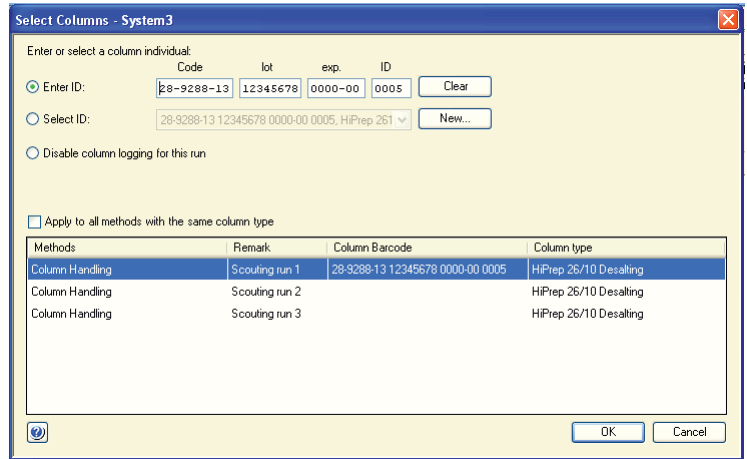 Select Columns - System3
Enter or select a column individual:
Code lot exp. ID
Enter ID: 28-9288-13 12345678 0000-00 0005 Clear
Select ID: 28-9288-13 12345678 0000-00 0005, HiPrep 261 New...
Disable column logging for this run
Apply to all methods with the same column type
Methods Remark Column Barcode Column type
Column Handling Scouting run 1 28-9288-13 12345678 0000-00 0005 HiPrep 26/10 Desalting
Column Handling Scouting run 2 HiPrep 26/10 Desalting
Column Handling Scouting run 3 HiPrep 26/10 Desalting
OK Cancel